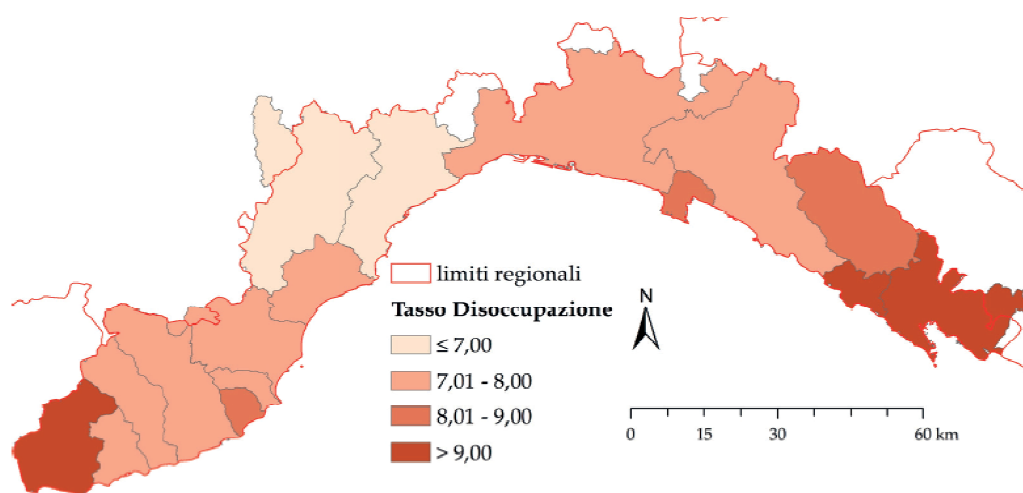 limiti regionali
Tasso Disoccupazione
≤ 7,00
7,01 - 8,00
8,01 - 9,00
> 9,00
N
0 15 30 60 km